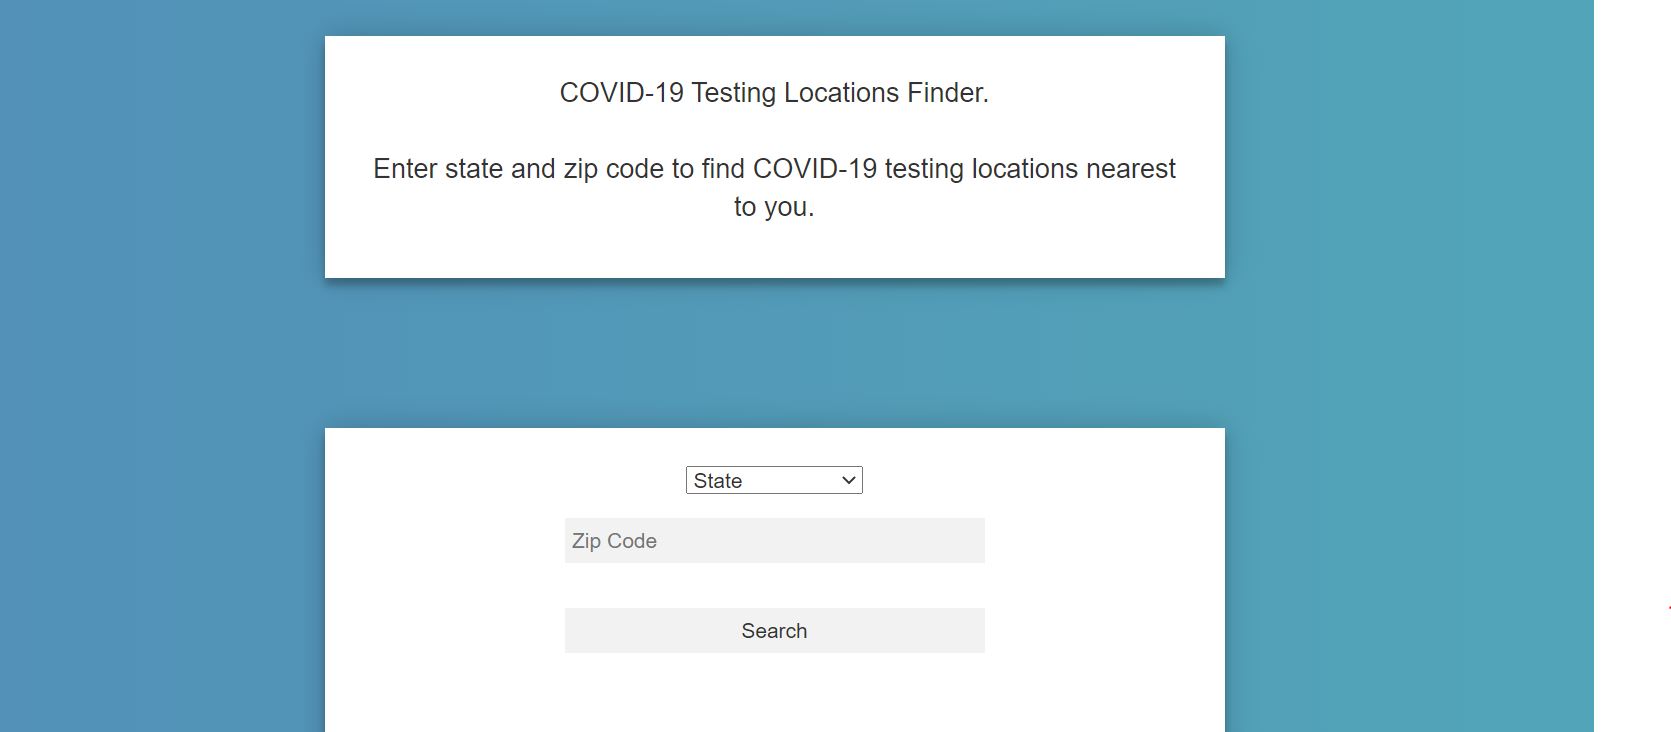 COVID-19 Testing Locations Finder.
Enter state and zip code to find COVID-19 testing locations nearest
to you.
State
Zip Code
Search